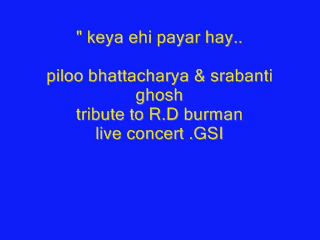 " keya ehi payar hay..
piloo bhattacharya & srabanti
ghosh
tribute to R.D burman
live concert .GSI